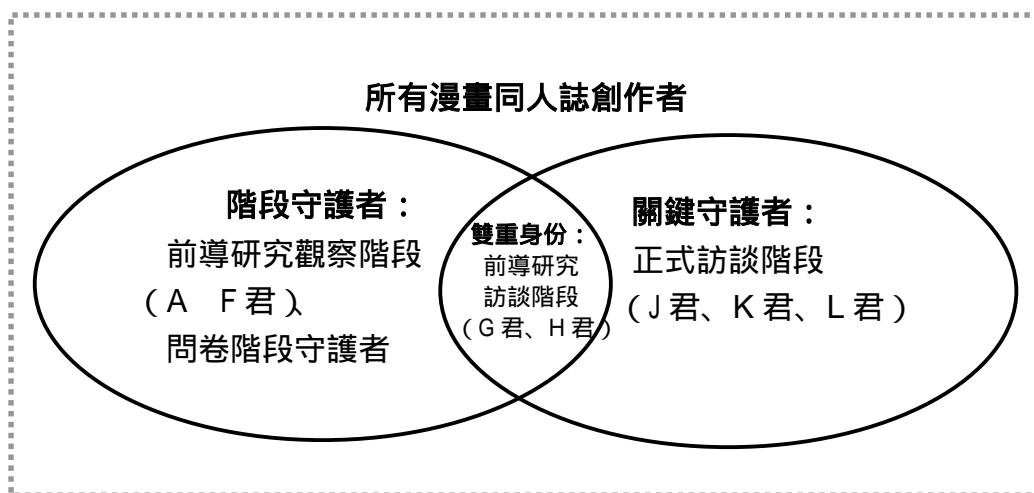 所有漫畫同人誌創作者
階段守護者：
前導研究觀察階段
（A　F君）、
問卷階段守護者
雙重身份：
前導研究
訪談階段
（G君、H君）
關鍵守護者：
正式訪談階段
（J君、K君、L君）